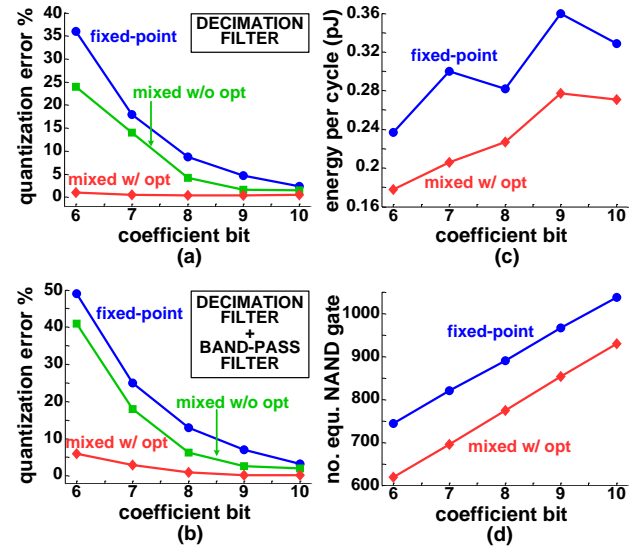 quantization error %
40
35
30
25
20
15
10
5
0
fixed-point
DECIMATION
FILTER
mixed w/o opt
mixed w/ opt
6 7 8 9 10
coefficient bit
(a)
energy per cycle (pJ)
0.36
0.32
0.28
0.24
0.2
0.16
fixed-point
mixed w/ opt
6 7 8 9 10
coefficient bit
(c)
quantization error %
50
40
30
20
10
0
fixed-point
DECIMATION
FILTER
+
BAND-PASS
FILTER
mixed w/o opt
mixed w/ opt
6 7 8 9 10
coefficient bit
(b)
no. equ. NAND gate
1000
900
800
700
600
fixed-point
mixed w/ opt
6 7 8 9 10
coefficient bit
(d)